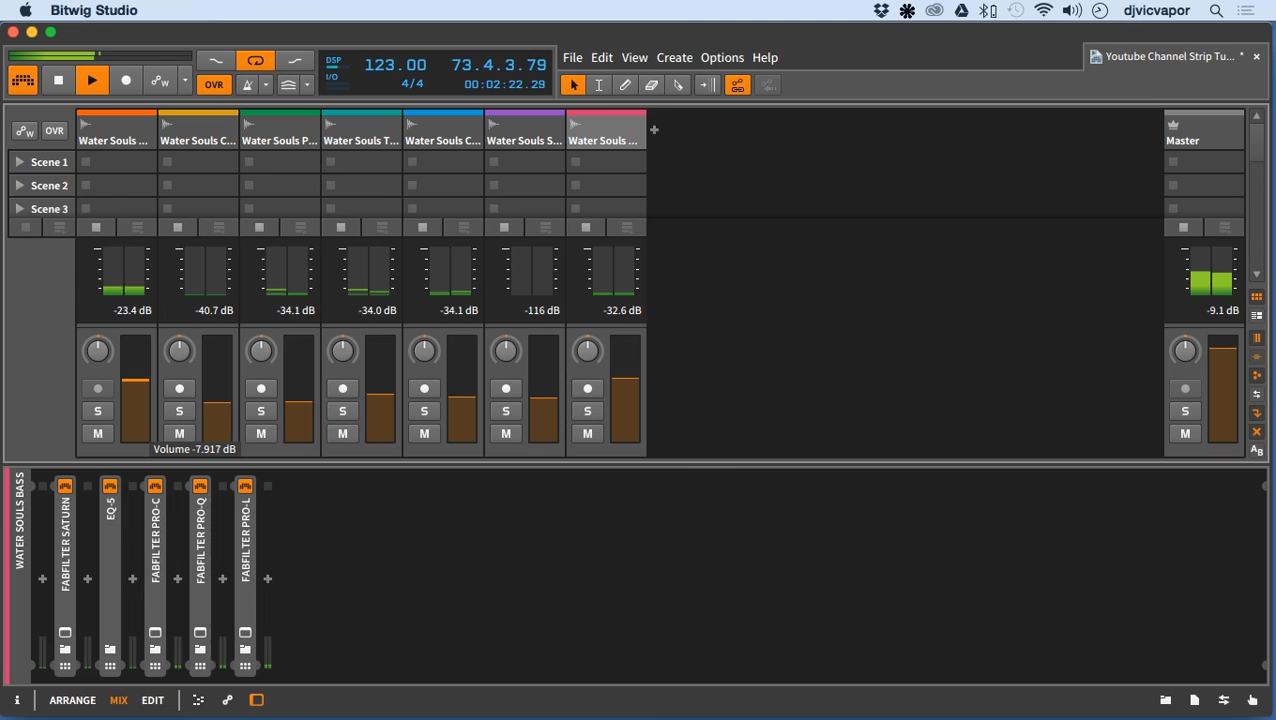 Bitwig Studio
djvicvapor
DSP
I/O
123.00
4/4
73.4.3.79
00:02:22.29
File Edit View Create Options Help
Youtube Channel Strip Tu... *
OVR
W
W
OVR
Water Souls ...
Water Souls C...
Water Souls P...
Water Souls T...
Water Souls C...
Water Souls S...
Water Souls ...
Master
Scene 1
Scene 2
Scene 3
-23.4 dB
-40.7 dB
-34.1 dB
-34.0 dB
-34.1 dB
-116 dB
-32.6 dB
-9.1 dB
S S S S S S S S
M M M M M M M M
AB
Volume -7.917 dB
WATER SOULS BASS
FABFILTER SATURN
EQ-5
FABFILTER PRO-C
FABFILTER PRO-Q
FABFILTER PRO-L
i
ARRANGE MIX EDIT